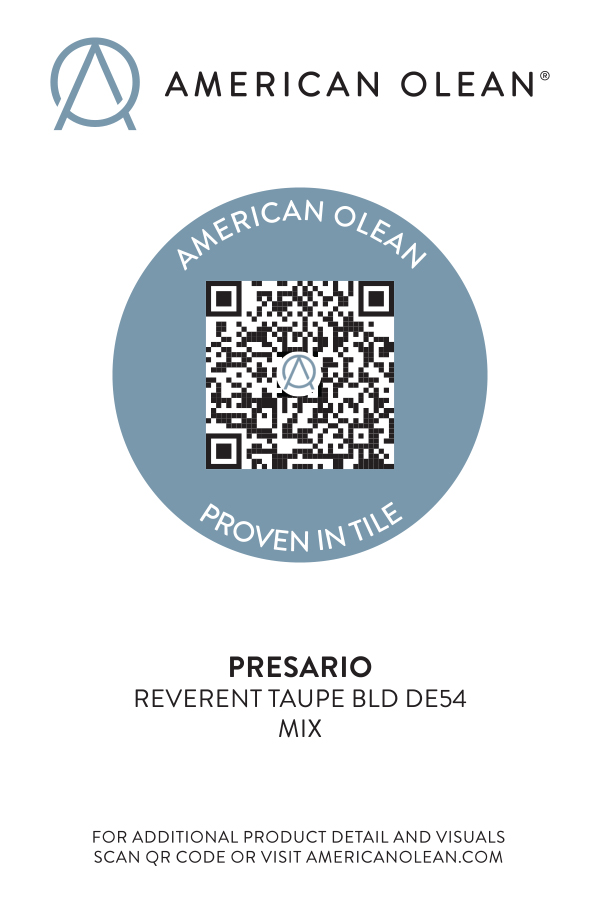 AMERICAN OLEAN®
AMERICAN OLEAN
PROVEN IN TILE
PRESARIO
REVERENT TAUPE BLD DE54
MIX
FOR ADDITIONAL PRODUCT DETAIL AND VISUALS
SCAN QR CODE OR VISIT AMERICANOLEAN.COM